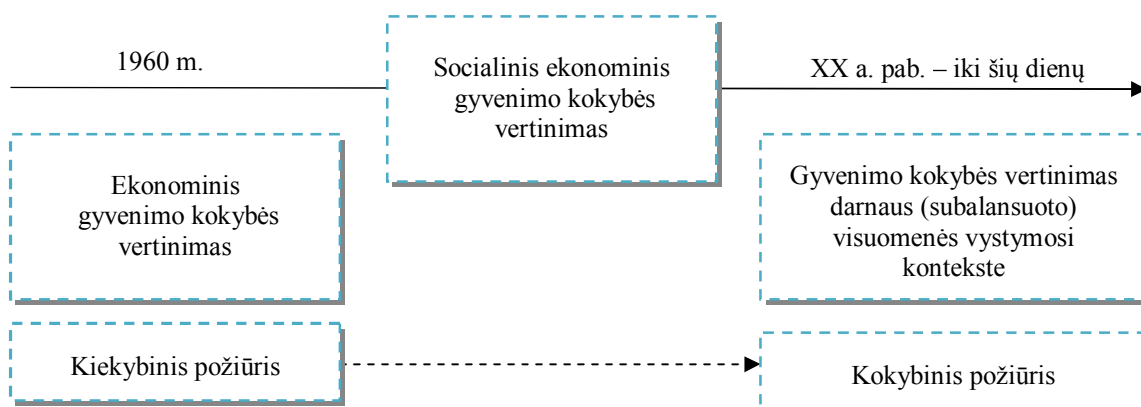 1960 m.
Socialinis ekonominis
gyvenimo kokybės
vertinimas
XX a. pab. – iki šių dienų
Ekonominis
gyvenimo kokybės
vertinimas
Gyvenimo kokybės vertinimas
darnaus (subalansuoto)
visuomenės vystymosi
kontekste
Kiekybinis požiūris
Kokybinis požiūris